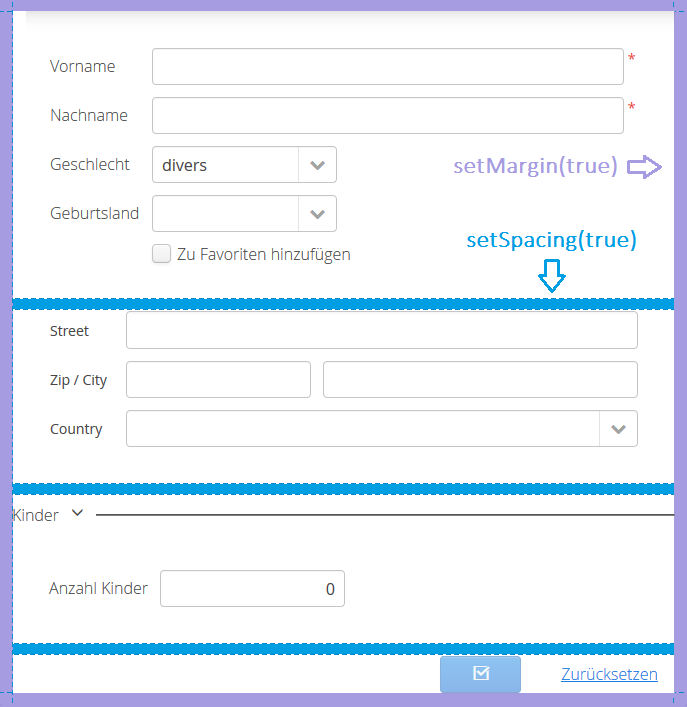 Vorname *
Nachname *
Geschlecht divers
setMargin(true)
Geburtsland
setSpacing(true)
Zu Favoriten hinzufügen
Street
Zip / City
Country
Kinder
Anzahl Kinder 0
Zurücksetzen